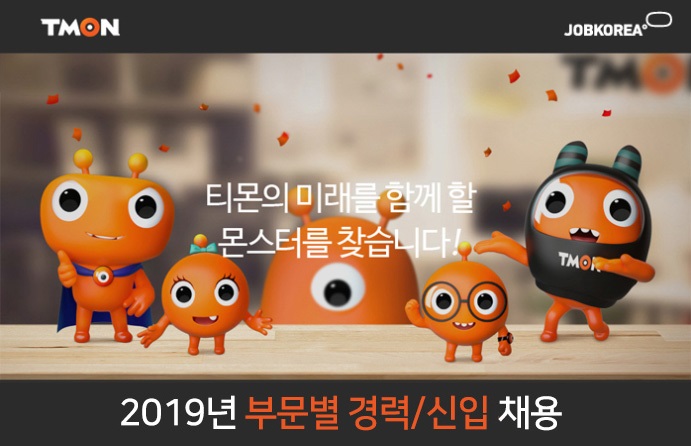 TMON
JOBKOREA
TMON
티몬의 미래를 함께 할
몬스터를 찾습니다!
TMON
2019년 부문별 경력/신입 채용